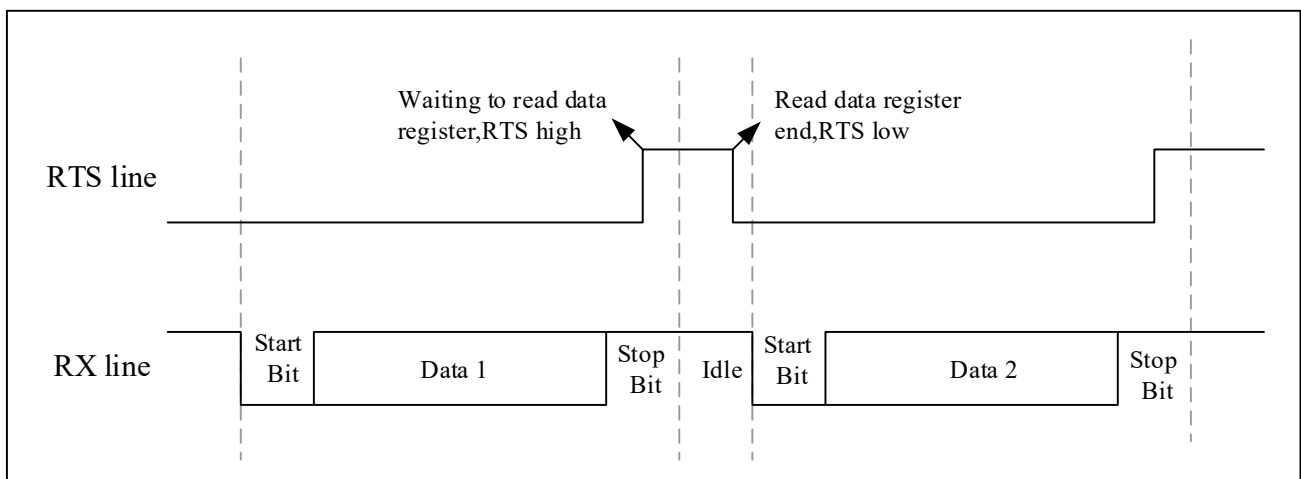 Waiting to read data
register,RTS high
Read data register
end,RTS low
RTS line
RX line
Start
Bit
Data 1
Stop
Bit
Idle
Start
Bit
Data 2
Stop
Bit